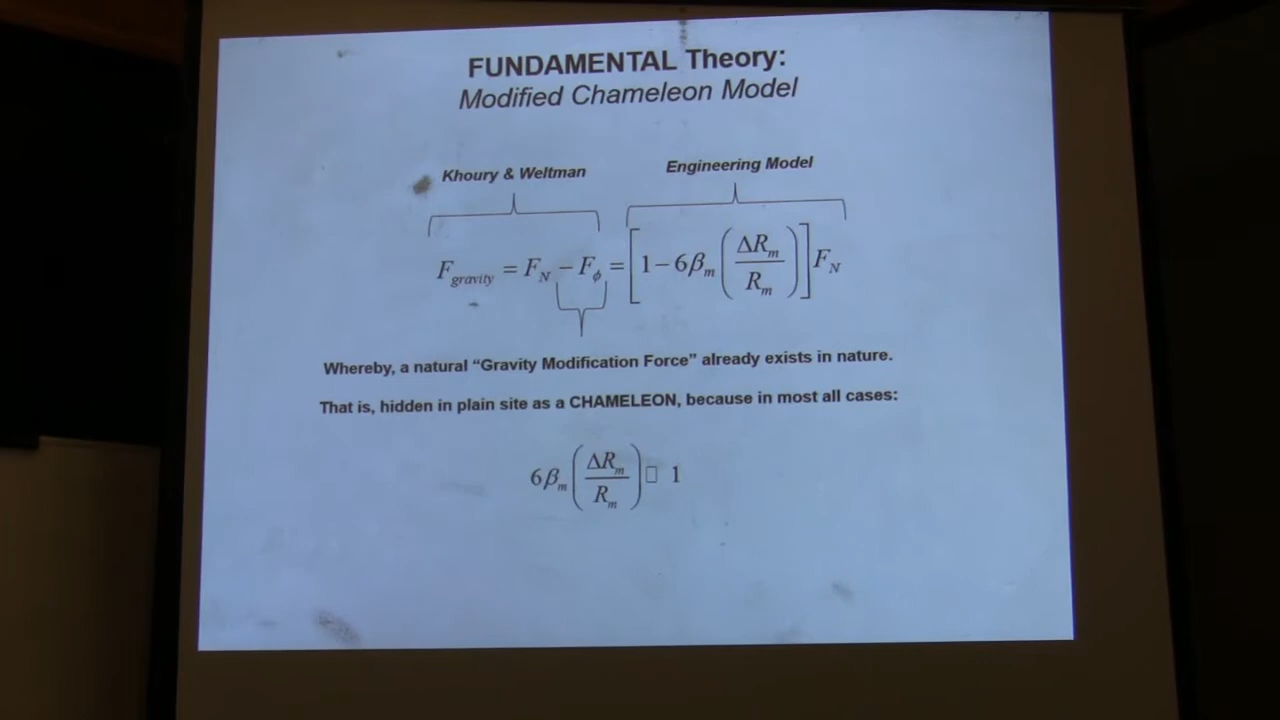 FUNDAMENTAL Theory:
Modified Chameleon Model
Khoury & Weltman
Engineering Model
F_gravity = F_N − F_ϕ = [1 − 6β_m (ΔR_m / R_m)] F_N
Whereby, a natural “Gravity Modification Force” already exists in nature.
That is, hidden in plain site as a CHAMELEON, because in most all cases:
6β_m (ΔR_m / R_m) □ 1